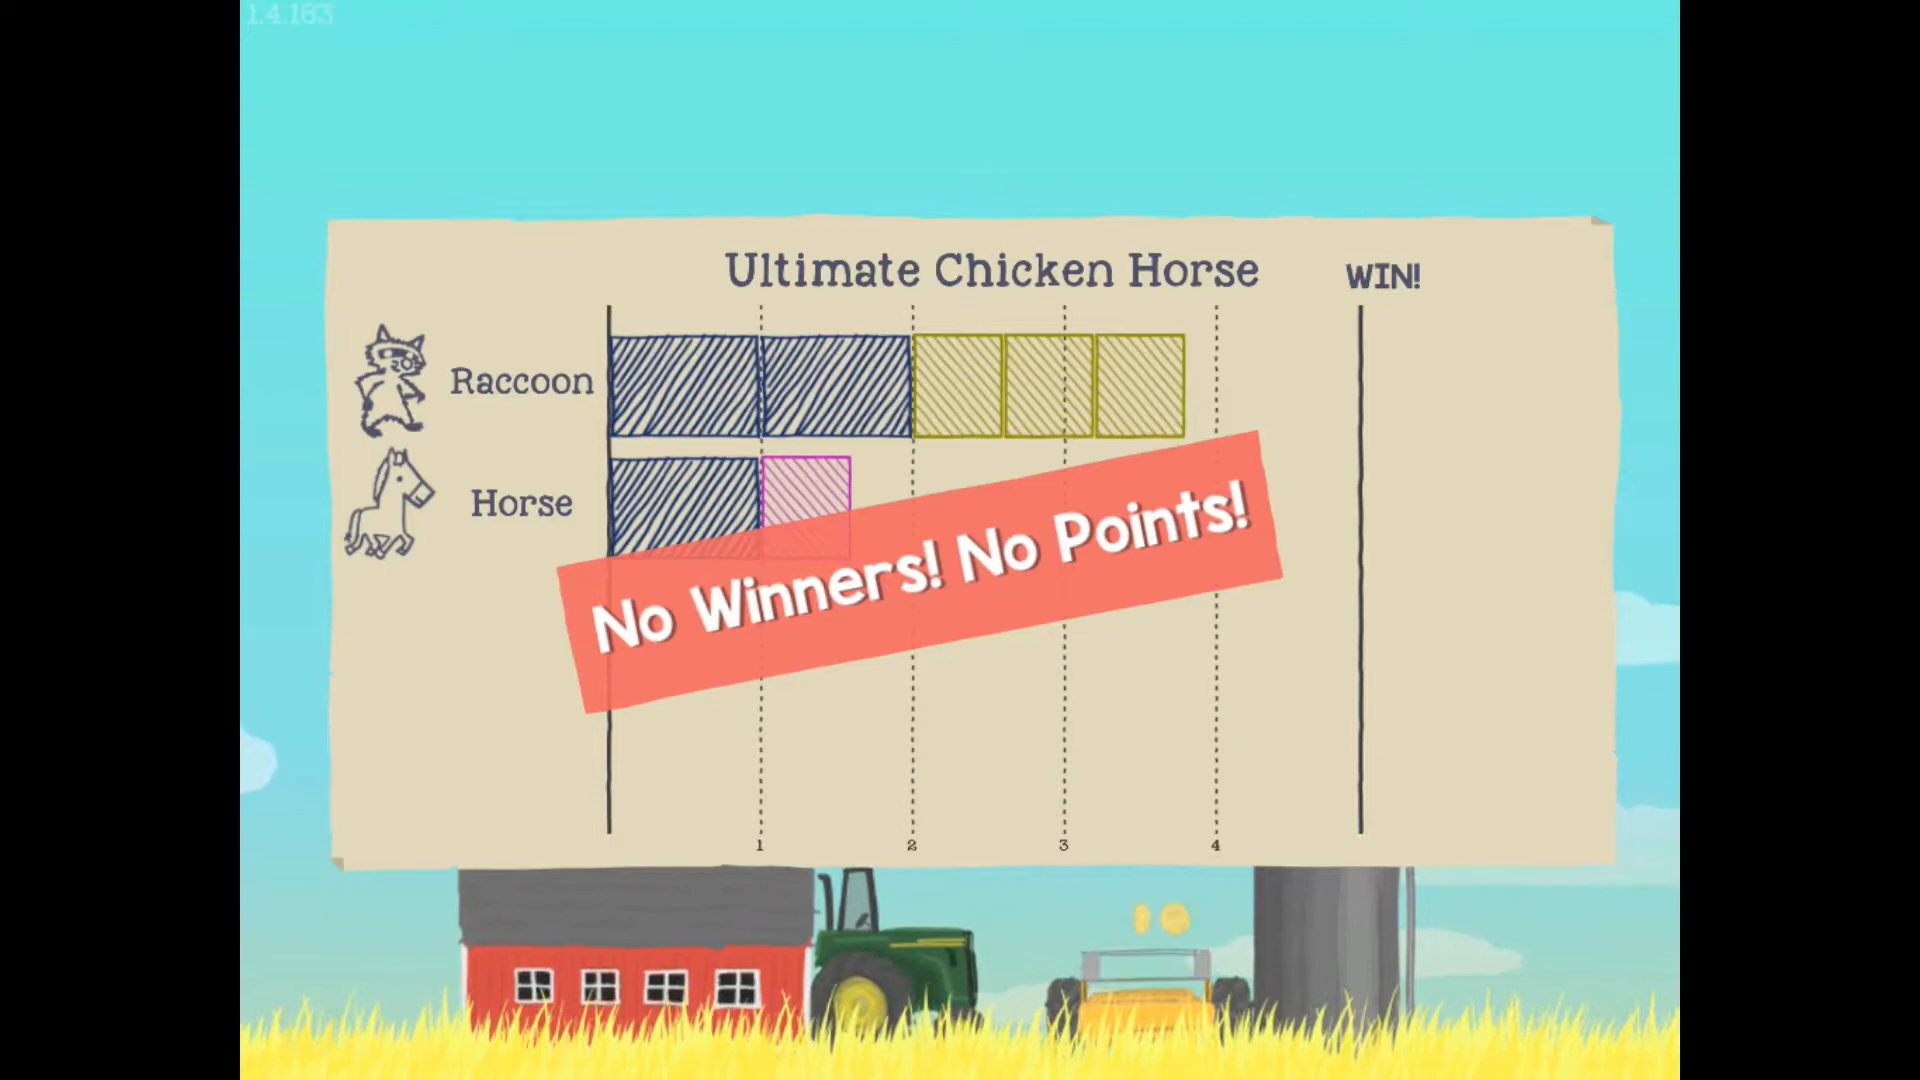 1.4.163
Ultimate Chicken Horse
WIN!
Raccoon
Horse
No Winners! No Points!
1
2
3
4